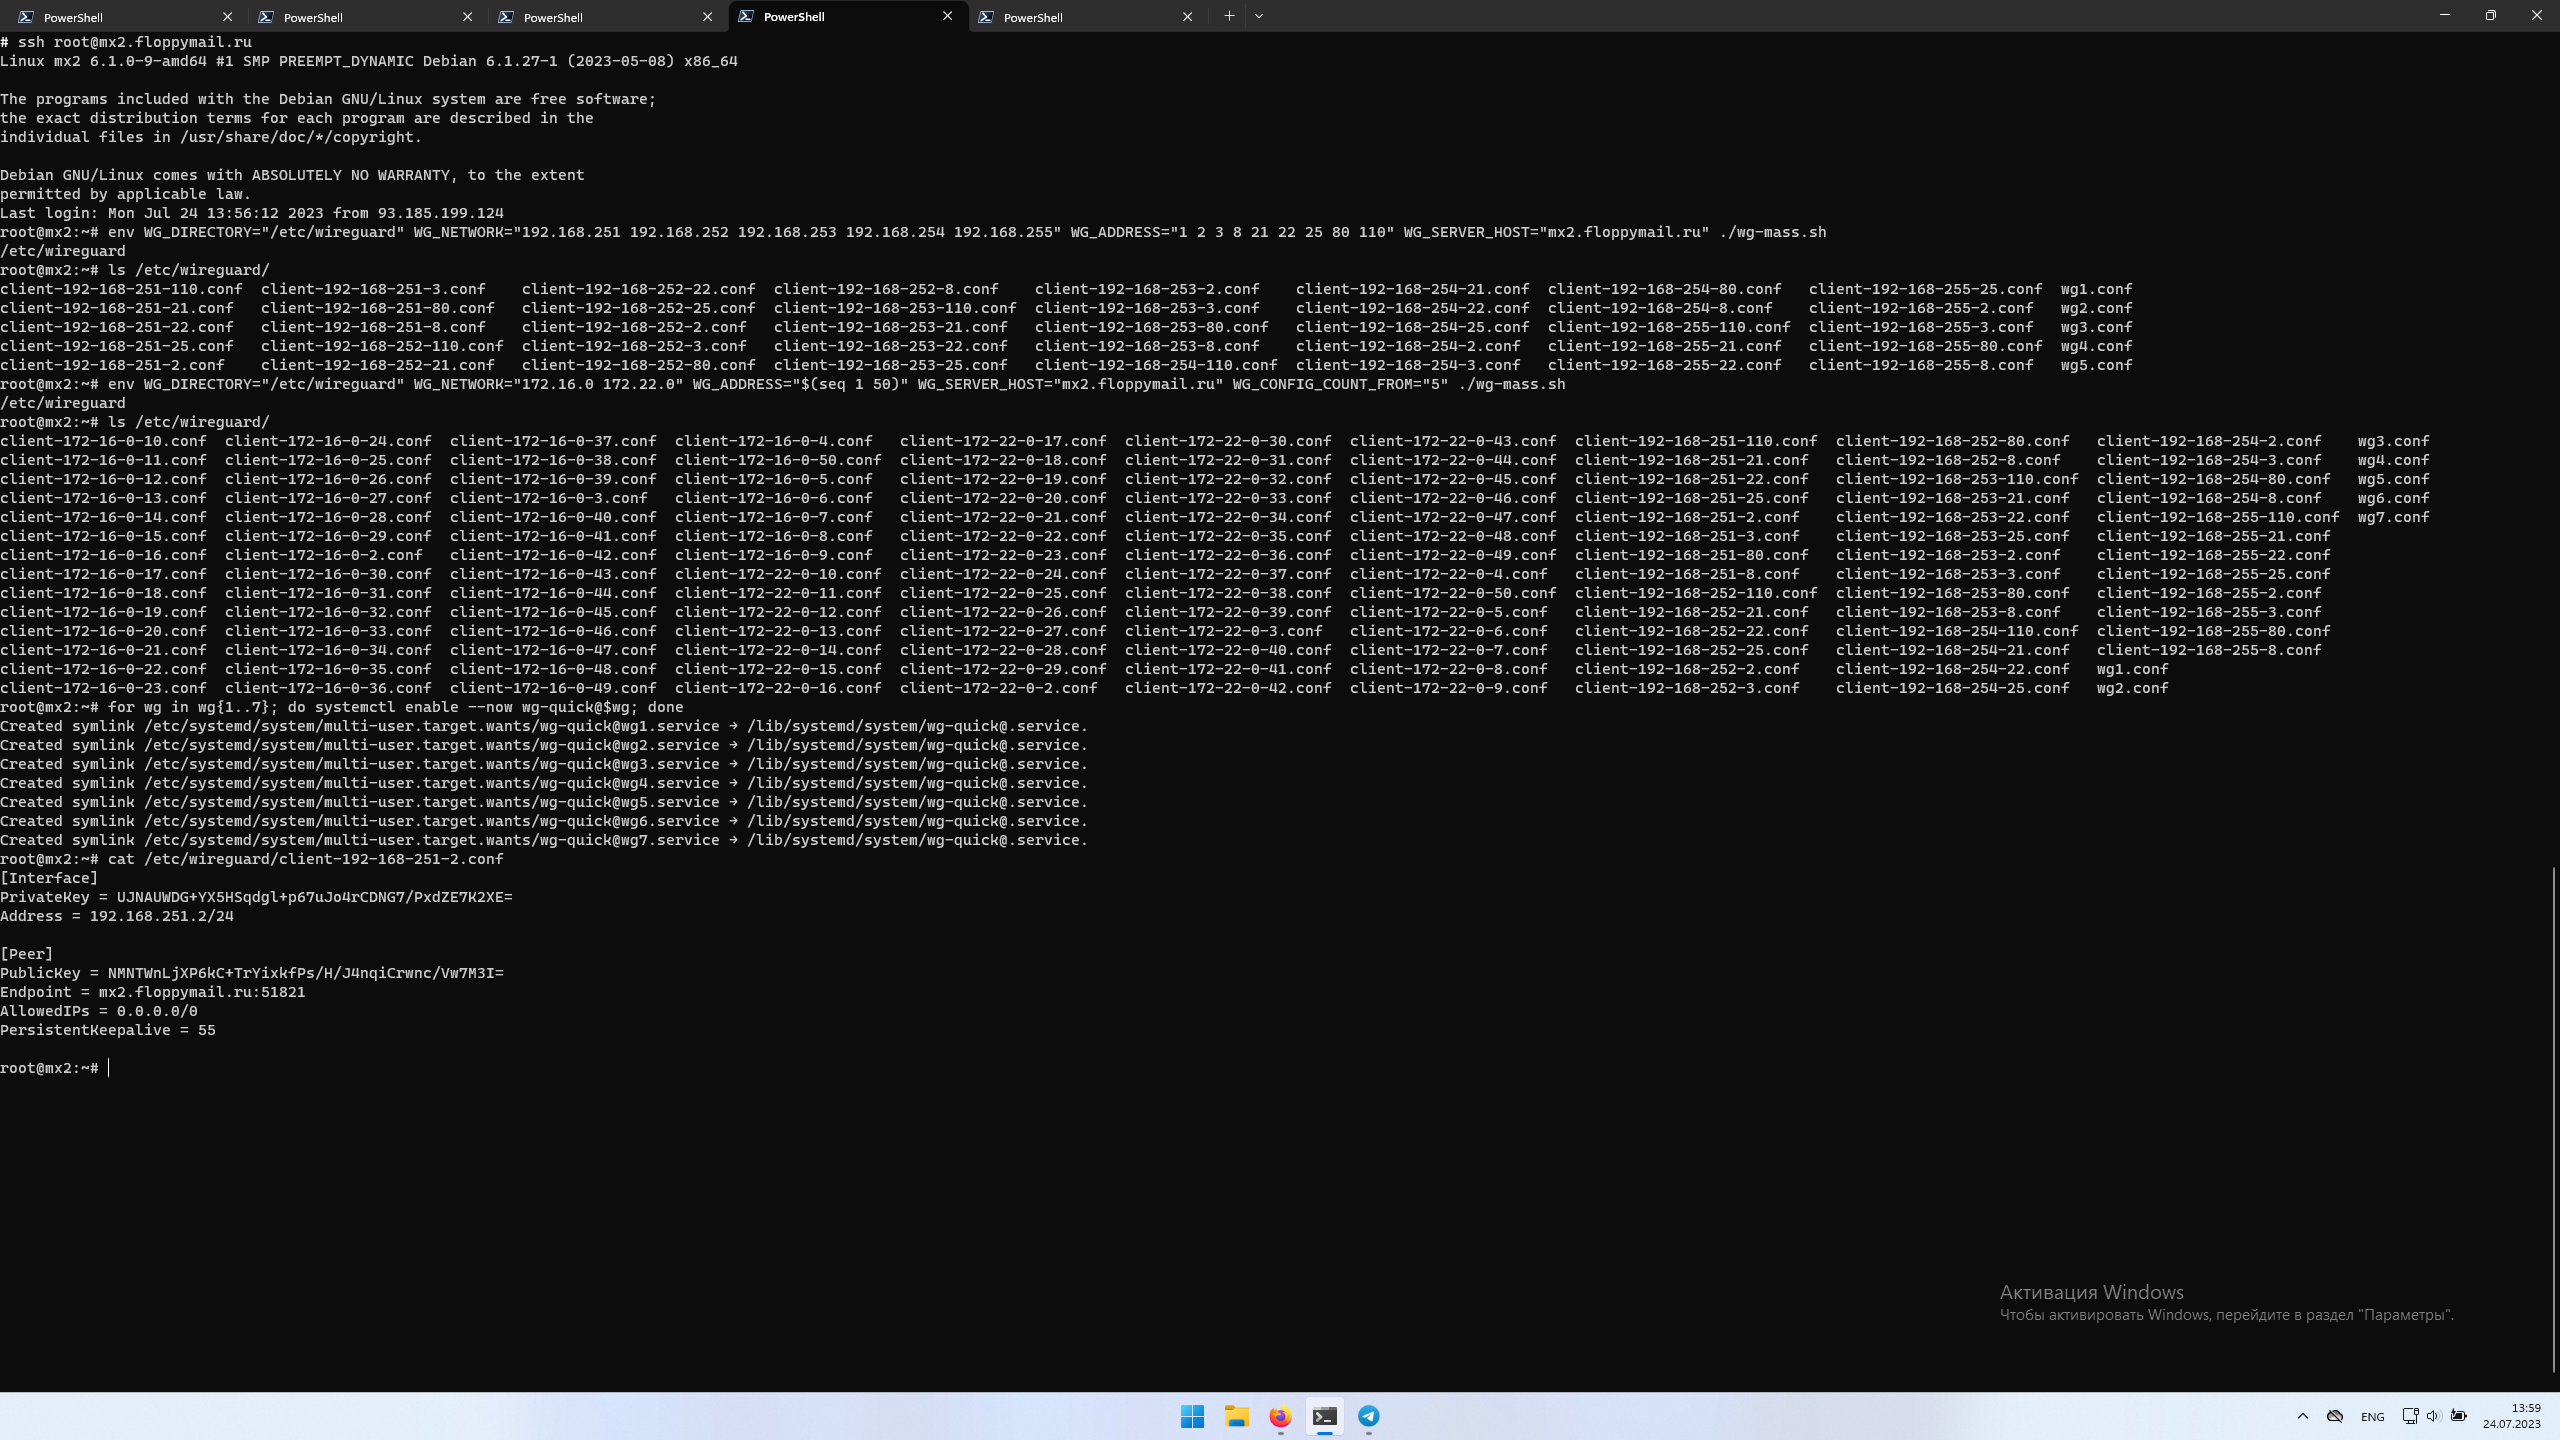 PowerShell PowerShell PowerShell PowerShell PowerShell
# ssh root@mx2.floppymail.ru
Linux mx2 6.1.0-9-amd64 #1 SMP PREEMPT_DYNAMIC Debian 6.1.27-1 (2023-05-08) x86_64
The programs included with the Debian GNU/Linux system are free software;
the exact distribution terms for each program are described in the
individual files in /usr/share/doc/*/copyright.
Debian GNU/Linux comes with ABSOLUTELY NO WARRANTY, to the extent
permitted by applicable law.
Last login: Mon Jul 24 13:56:12 2023 from 93.185.199.124
root@mx2:~# env WG_DIRECTORY="/etc/wireguard" WG_NETWORK="192.168.251 192.168.252 192.168.253 192.168.254 192.168.255" WG_ADDRESS="1 2 3 8 21 22 25 80 110" WG_SERVER_HOST="mx2.floppymail.ru" ./wg-mass.sh
/etc/wireguard
root@mx2:~# ls /etc/wireguard/
client-192-168-251-110.conf client-192-168-251-3.conf client-192-168-252-22.conf client-192-168-252-8.conf client-192-168-253-2.conf client-192-168-254-21.conf client-192-168-254-80.conf client-192-168-255-25.conf wg1.conf
client-192-168-251-21.conf client-192-168-251-80.conf client-192-168-252-25.conf client-192-168-253-110.conf client-192-168-253-3.conf client-192-168-254-22.conf client-192-168-254-8.conf client-192-168-255-2.conf wg2.conf
client-192-168-251-22.conf client-192-168-251-8.conf client-192-168-252-2.conf client-192-168-253-21.conf client-192-168-253-80.conf client-192-168-254-25.conf client-192-168-255-110.conf client-192-168-255-3.conf wg3.conf
client-192-168-251-25.conf client-192-168-252-110.conf client-192-168-252-3.conf client-192-168-253-22.conf client-192-168-253-8.conf client-192-168-254-2.conf client-192-168-255-21.conf client-192-168-255-80.conf wg4.conf
client-192-168-251-2.conf client-192-168-252-21.conf client-192-168-252-80.conf client-192-168-253-25.conf client-192-168-254-110.conf client-192-168-254-3.conf client-192-168-255-22.conf client-192-168-255-8.conf wg5.conf
root@mx2:~# env WG_DIRECTORY="/etc/wireguard" WG_NETWORK="172.16.0 172.22.0" WG_ADDRESS="$(seq 1 50)" WG_SERVER_HOST="mx2.floppymail.ru" WG_CONFIG_COUNT_FROM="5" ./wg-mass.sh
/etc/wireguard
root@mx2:~# ls /etc/wireguard/
client-172-16-0-10.conf client-172-16-0-24.conf client-172-16-0-37.conf client-172-16-0-4.conf client-172-22-0-17.conf client-172-22-0-30.conf client-172-22-0-43.conf client-192-168-251-110.conf client-192-168-252-80.conf client-192-168-254-2.conf wg3.conf
client-172-16-0-11.conf client-172-16-0-25.conf client-172-16-0-38.conf client-172-16-0-50.conf client-172-22-0-18.conf client-172-22-0-31.conf client-172-22-0-44.conf client-192-168-251-21.conf client-192-168-252-8.conf client-192-168-254-3.conf wg4.conf
client-172-16-0-12.conf client-172-16-0-26.conf client-172-16-0-39.conf client-172-16-0-5.conf client-172-22-0-19.conf client-172-22-0-32.conf client-172-22-0-45.conf client-192-168-251-22.conf client-192-168-253-110.conf client-192-168-254-80.conf wg5.conf
client-172-16-0-13.conf client-172-16-0-27.conf client-172-16-0-3.conf client-172-16-0-6.conf client-172-22-0-20.conf client-172-22-0-33.conf client-172-22-0-46.conf client-192-168-251-25.conf client-192-168-253-21.conf client-192-168-254-8.conf wg6.conf
client-172-16-0-14.conf client-172-16-0-28.conf client-172-16-0-40.conf client-172-16-0-7.conf client-172-22-0-21.conf client-172-22-0-34.conf client-172-22-0-47.conf client-192-168-251-2.conf client-192-168-253-22.conf client-192-168-255-110.conf wg7.conf
client-172-16-0-15.conf client-172-16-0-29.conf client-172-16-0-41.conf client-172-16-0-8.conf client-172-22-0-22.conf client-172-22-0-35.conf client-172-22-0-48.conf client-192-168-251-3.conf client-192-168-253-25.conf client-192-168-255-21.conf
client-172-16-0-16.conf client-172-16-0-2.conf client-172-16-0-42.conf client-172-16-0-9.conf client-172-22-0-23.conf client-172-22-0-36.conf client-172-22-0-49.conf client-192-168-251-80.conf client-192-168-253-2.conf client-192-168-255-22.conf
client-172-16-0-17.conf client-172-16-0-30.conf client-172-16-0-43.conf client-172-22-0-10.conf client-172-22-0-24.conf client-172-22-0-37.conf client-172-22-0-4.conf client-192-168-251-8.conf client-192-168-253-3.conf client-192-168-255-25.conf
client-172-16-0-18.conf client-172-16-0-31.conf client-172-16-0-44.conf client-172-22-0-11.conf client-172-22-0-25.conf client-172-22-0-38.conf client-172-22-0-50.conf client-192-168-252-110.conf client-192-168-253-80.conf client-192-168-255-2.conf
client-172-16-0-19.conf client-172-16-0-32.conf client-172-16-0-45.conf client-172-22-0-12.conf client-172-22-0-26.conf client-172-22-0-39.conf client-172-22-0-5.conf client-192-168-252-21.conf client-192-168-253-8.conf client-192-168-255-3.conf
client-172-16-0-20.conf client-172-16-0-33.conf client-172-16-0-46.conf client-172-22-0-13.conf client-172-22-0-27.conf client-172-22-0-3.conf client-172-22-0-6.conf client-192-168-252-22.conf client-192-168-254-110.conf client-192-168-255-80.conf
client-172-16-0-21.conf client-172-16-0-34.conf client-172-16-0-47.conf client-172-22-0-14.conf client-172-22-0-28.conf client-172-22-0-40.conf client-172-22-0-7.conf client-192-168-252-25.conf client-192-168-254-21.conf client-192-168-255-8.conf
client-172-16-0-22.conf client-172-16-0-35.conf client-172-16-0-48.conf client-172-22-0-15.conf client-172-22-0-29.conf client-172-22-0-41.conf client-172-22-0-8.conf client-192-168-252-2.conf client-192-168-254-22.conf wg1.conf
client-172-16-0-23.conf client-172-16-0-36.conf client-172-16-0-49.conf client-172-22-0-16.conf client-172-22-0-2.conf client-172-22-0-42.conf client-172-22-0-9.conf client-192-168-252-3.conf client-192-168-254-25.conf wg2.conf
root@mx2:~# for wg in wg{1..7}; do systemctl enable --now wg-quick@$wg; done
Created symlink /etc/systemd/system/multi-user.target.wants/wg-quick@wg1.service → /lib/systemd/system/wg-quick@.service.
Created symlink /etc/systemd/system/multi-user.target.wants/wg-quick@wg2.service → /lib/systemd/system/wg-quick@.service.
Created symlink /etc/systemd/system/multi-user.target.wants/wg-quick@wg3.service → /lib/systemd/system/wg-quick@.service.
Created symlink /etc/systemd/system/multi-user.target.wants/wg-quick@wg4.service → /lib/systemd/system/wg-quick@.service.
Created symlink /etc/systemd/system/multi-user.target.wants/wg-quick@wg5.service → /lib/systemd/system/wg-quick@.service.
Created symlink /etc/systemd/system/multi-user.target.wants/wg-quick@wg6.service → /lib/systemd/system/wg-quick@.service.
Created symlink /etc/systemd/system/multi-user.target.wants/wg-quick@wg7.service → /lib/systemd/system/wg-quick@.service.
root@mx2:~# cat /etc/wireguard/client-192-168-251-2.conf
[Interface]
PrivateKey = UJNAUWDG+YX5HSqdgl+p67uJo4rCDNG7/PxdZE7K2XE=
Address = 192.168.251.2/24
[Peer]
PublicKey = NMNTWnLjXP6kC+TrYixkfPs/H/J4nqiCrwnc/Vw7M3I=
Endpoint = mx2.floppymail.ru:51821
AllowedIPs = 0.0.0.0/0
PersistentKeepalive = 55
root@mx2:~#
Активация Windows
Чтобы активировать Windows, перейдите в раздел "Параметры".
ENG
13:59
24.07.2023